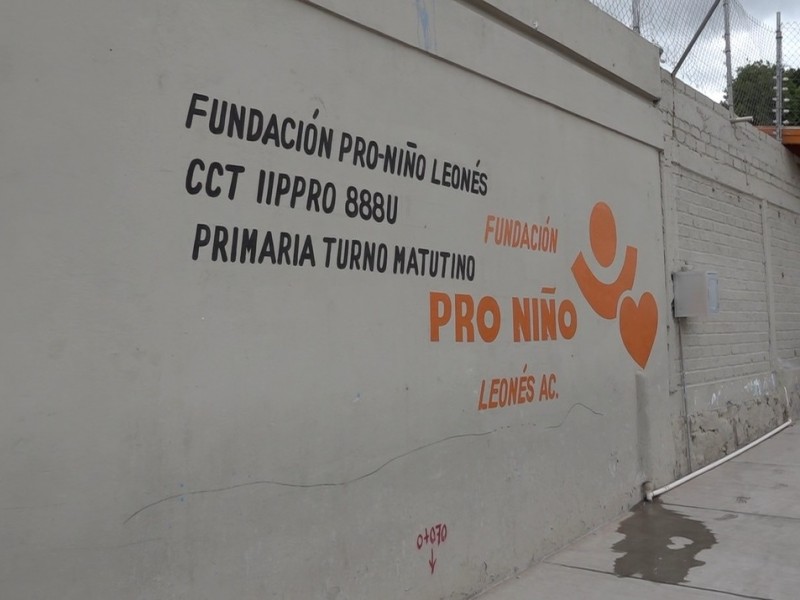 FUNDACIÓN PRO-NIÑO LEONÉS
CCT 11PPRO 888U
PRIMARIA TURNO MATUTINO
FUNDACIÓN
PRO NIÑO
LEONÉS AC.
0+070